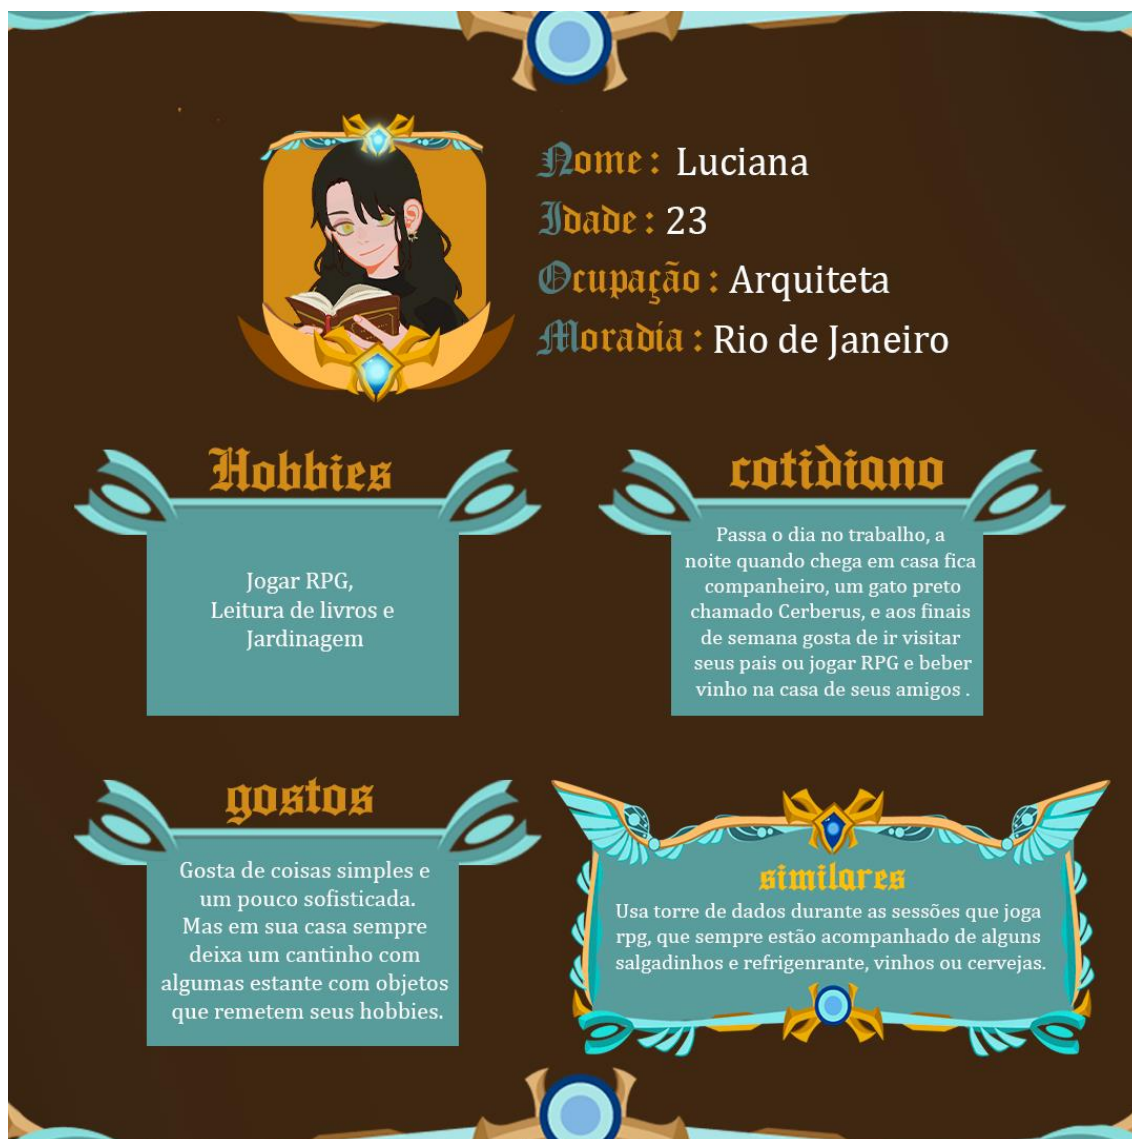 Nome : Luciana
Idade : 23
Ocupação : Arquiteta
Moradia : Rio de Janeiro
Hobbies
Jogar RPG,
Leitura de livros e
Jardinagem
cotidiano
Passa o dia no trabalho, a
noite quando chega em casa fica
companheiro, um gato preto
chamado Cerberus, e aos finais
de semana gosta de ir visitar
seus pais ou jogar RPG e beber
vinho na casa de seus amigos .
gostos
Gosta de coisas simples e
um pouco sofisticada.
Mas em sua casa sempre
deixa um cantinho com
algumas estante com objetos
que remetem seus hobbies.
similares
Usa torre de dados durante as sessões que joga
rpg, que sempre estão acompanhado de alguns
salgadinhos e refrigenrante, vinhos ou cervejas.